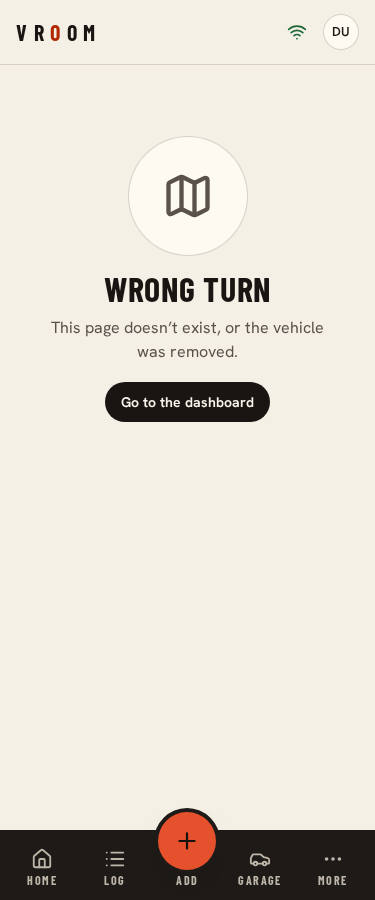 VROOM
DU
WRONG TURN
This page doesn’t exist, or the vehicle
was removed.
Go to the dashboard
HOME
LOG
ADD
GARAGE
MORE